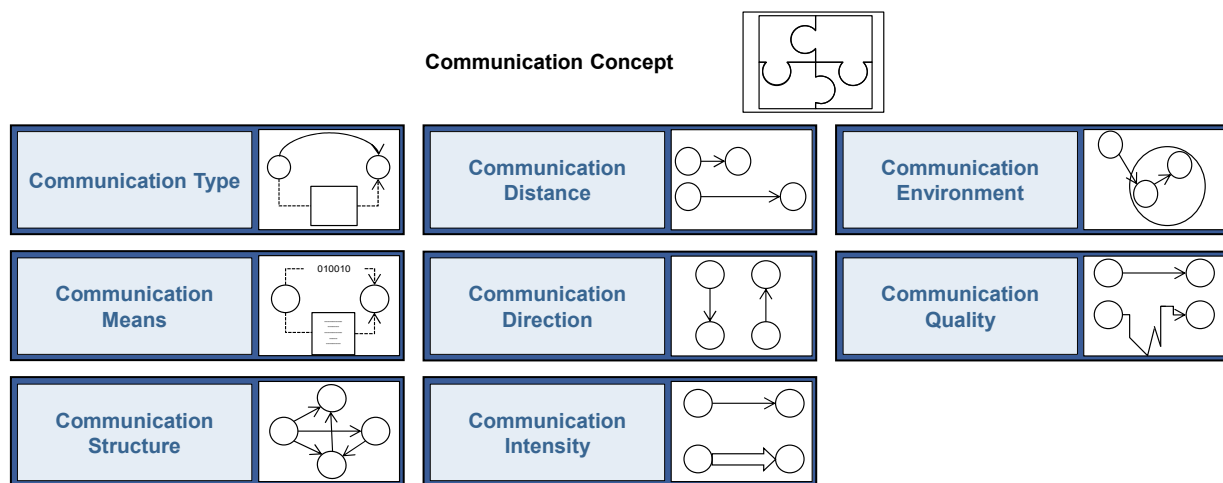 Communication Concept
Communication Type
Communication
Distance
Communication
Environment
Communication
Means
010010
Communication
Direction
Communication
Quality
Communication
Structure
Communication
Intensity